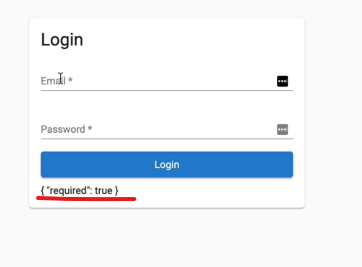 Login
Email *
Password *
Login
{ "required": true }